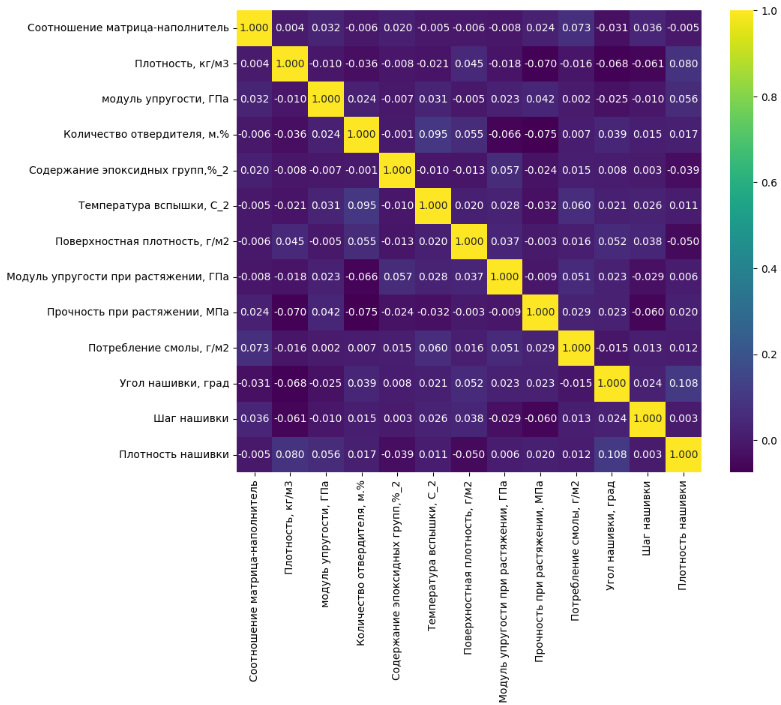 Соотношение матрица-наполнитель 1.000 0.004 0.032 -0.006 0.020 -0.005 -0.006 -0.008 0.024 0.073 -0.031 0.036 -0.005
Плотность, кг/м3 0.004 1.000 -0.010 -0.036 -0.008 -0.021 0.045 -0.018 -0.070 -0.016 -0.068 -0.061 0.080
модуль упругости, ГПа 0.032 -0.010 1.000 0.024 -0.007 0.031 -0.005 0.023 0.042 0.002 -0.025 -0.010 0.056
Количество отвердителя, м.% -0.006 -0.036 0.024 1.000 -0.001 0.095 0.055 -0.066 -0.075 0.007 0.039 0.015 0.017
Содержание эпоксидных групп,%_2 0.020 -0.008 -0.007 -0.001 1.000 -0.010 -0.013 0.057 -0.024 0.015 0.008 0.003 -0.039
Температура вспышки, С_2 -0.005 -0.021 0.031 0.095 -0.010 1.000 0.020 0.028 -0.032 0.060 0.021 0.026 0.011
Поверхностная плотность, г/м2 -0.006 0.045 -0.005 0.055 -0.013 0.020 1.000 0.037 -0.003 0.016 0.052 0.038 -0.050
Модуль упругости при растяжении, ГПа -0.008 -0.018 0.023 -0.066 0.057 0.028 0.037 1.000 -0.009 0.051 0.023 -0.029 0.006
Прочность при растяжении, МПа 0.024 -0.070 0.042 -0.075 -0.024 -0.032 -0.003 -0.009 1.000 0.029 0.023 -0.060 0.020
Потребление смолы, г/м2 0.073 -0.016 0.002 0.007 0.015 0.060 0.016 0.051 0.029 1.000 -0.015 0.013 0.012
Угол нашивки, град -0.031 -0.068 -0.025 0.039 0.008 0.021 0.052 0.023 0.023 -0.015 1.000 0.024 0.108
Шаг нашивки 0.036 -0.061 -0.010 0.015 0.003 0.026 0.038 -0.029 -0.060 0.013 0.024 1.000 0.003
Плотность нашивки -0.005 0.080 0.056 0.017 -0.039 0.011 -0.050 0.006 0.020 0.012 0.108 0.003 1.000
Соотношение матрица-наполнитель
Плотность, кг/м3
модуль упругости, ГПа
Количество отвердителя, м.%
Содержание эпоксидных групп,%_2
Температура вспышки, С_2
Поверхностная плотность, г/м2
Модуль упругости при растяжении, ГПа
Прочность при растяжении, МПа
Потребление смолы, г/м2
Угол нашивки, град
Шаг нашивки
Плотность нашивки
1.0
0.8
0.6
0.4
0.2
0.0